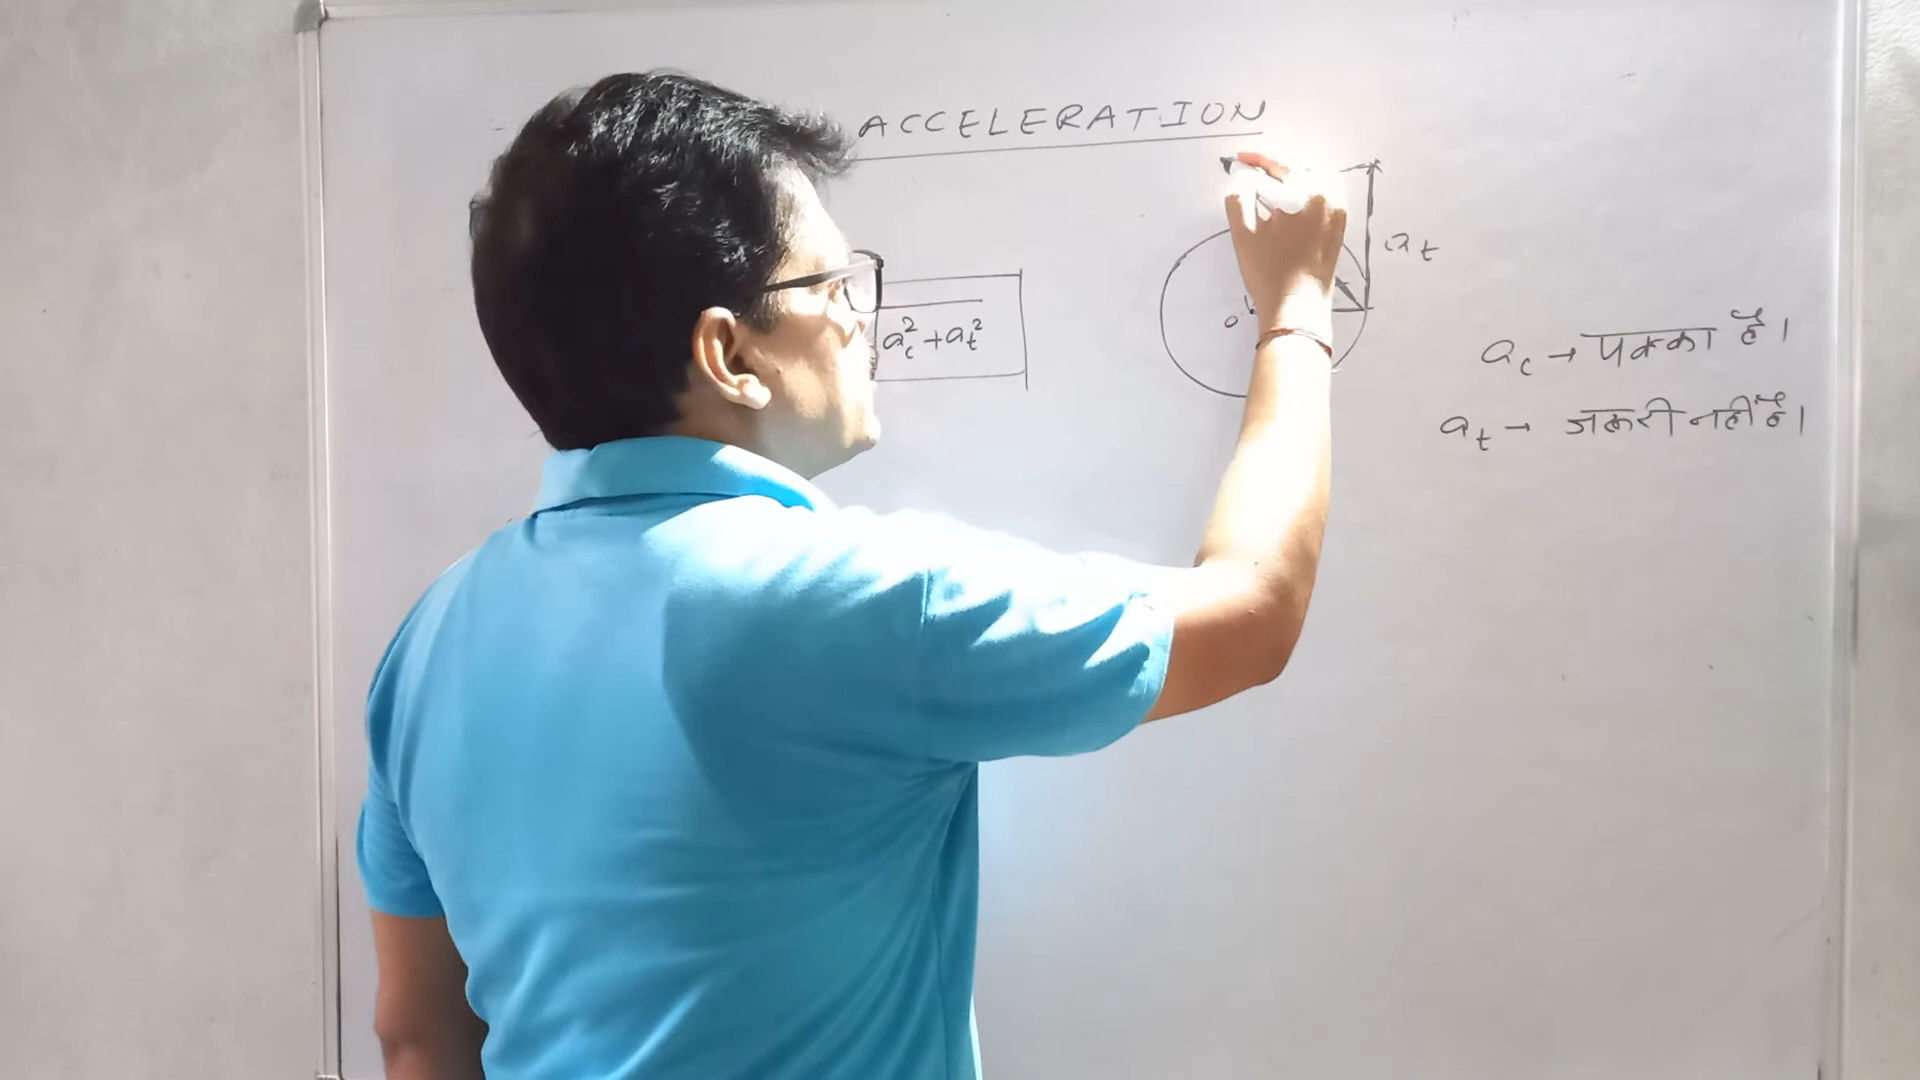 ACCELERATION
a_c^2 + a_t^2
a_t
o
a_c → पक्का है।
a_t → जरूरी नहीं है।